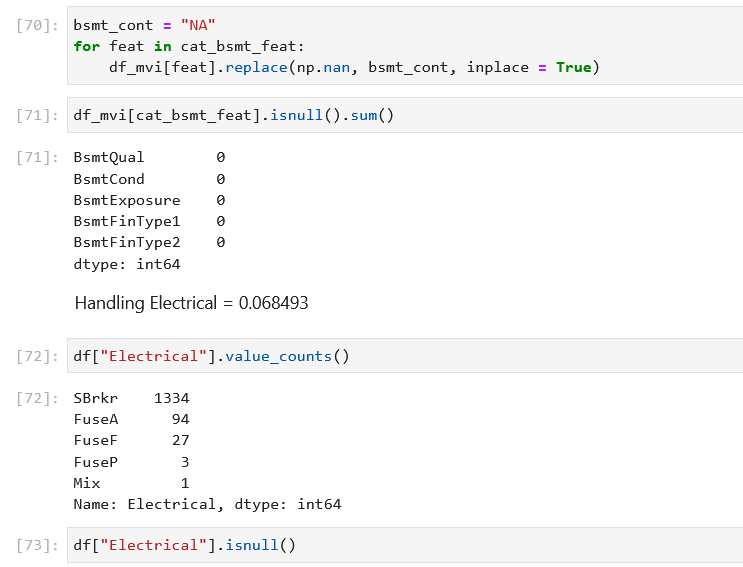 [70]: bsmt_cont = "NA"
for feat in cat_bsmt_feat:
    df_mvi[feat].replace(np.nan, bsmt_cont, inplace = True)
[71]: df_mvi[cat_bsmt_feat].isnull().sum()
[71]: BsmtQual        0
BsmtCond        0
BsmtExposure    0
BsmtFinType1    0
BsmtFinType2    0
dtype: int64
Handling Electrical = 0.068493
[72]: df["Electrical"].value_counts()
[72]: SBrkr    1334
FuseA      94
FuseF      27
FuseP       3
Mix         1
Name: Electrical, dtype: int64
[73]: df["Electrical"].isnull()